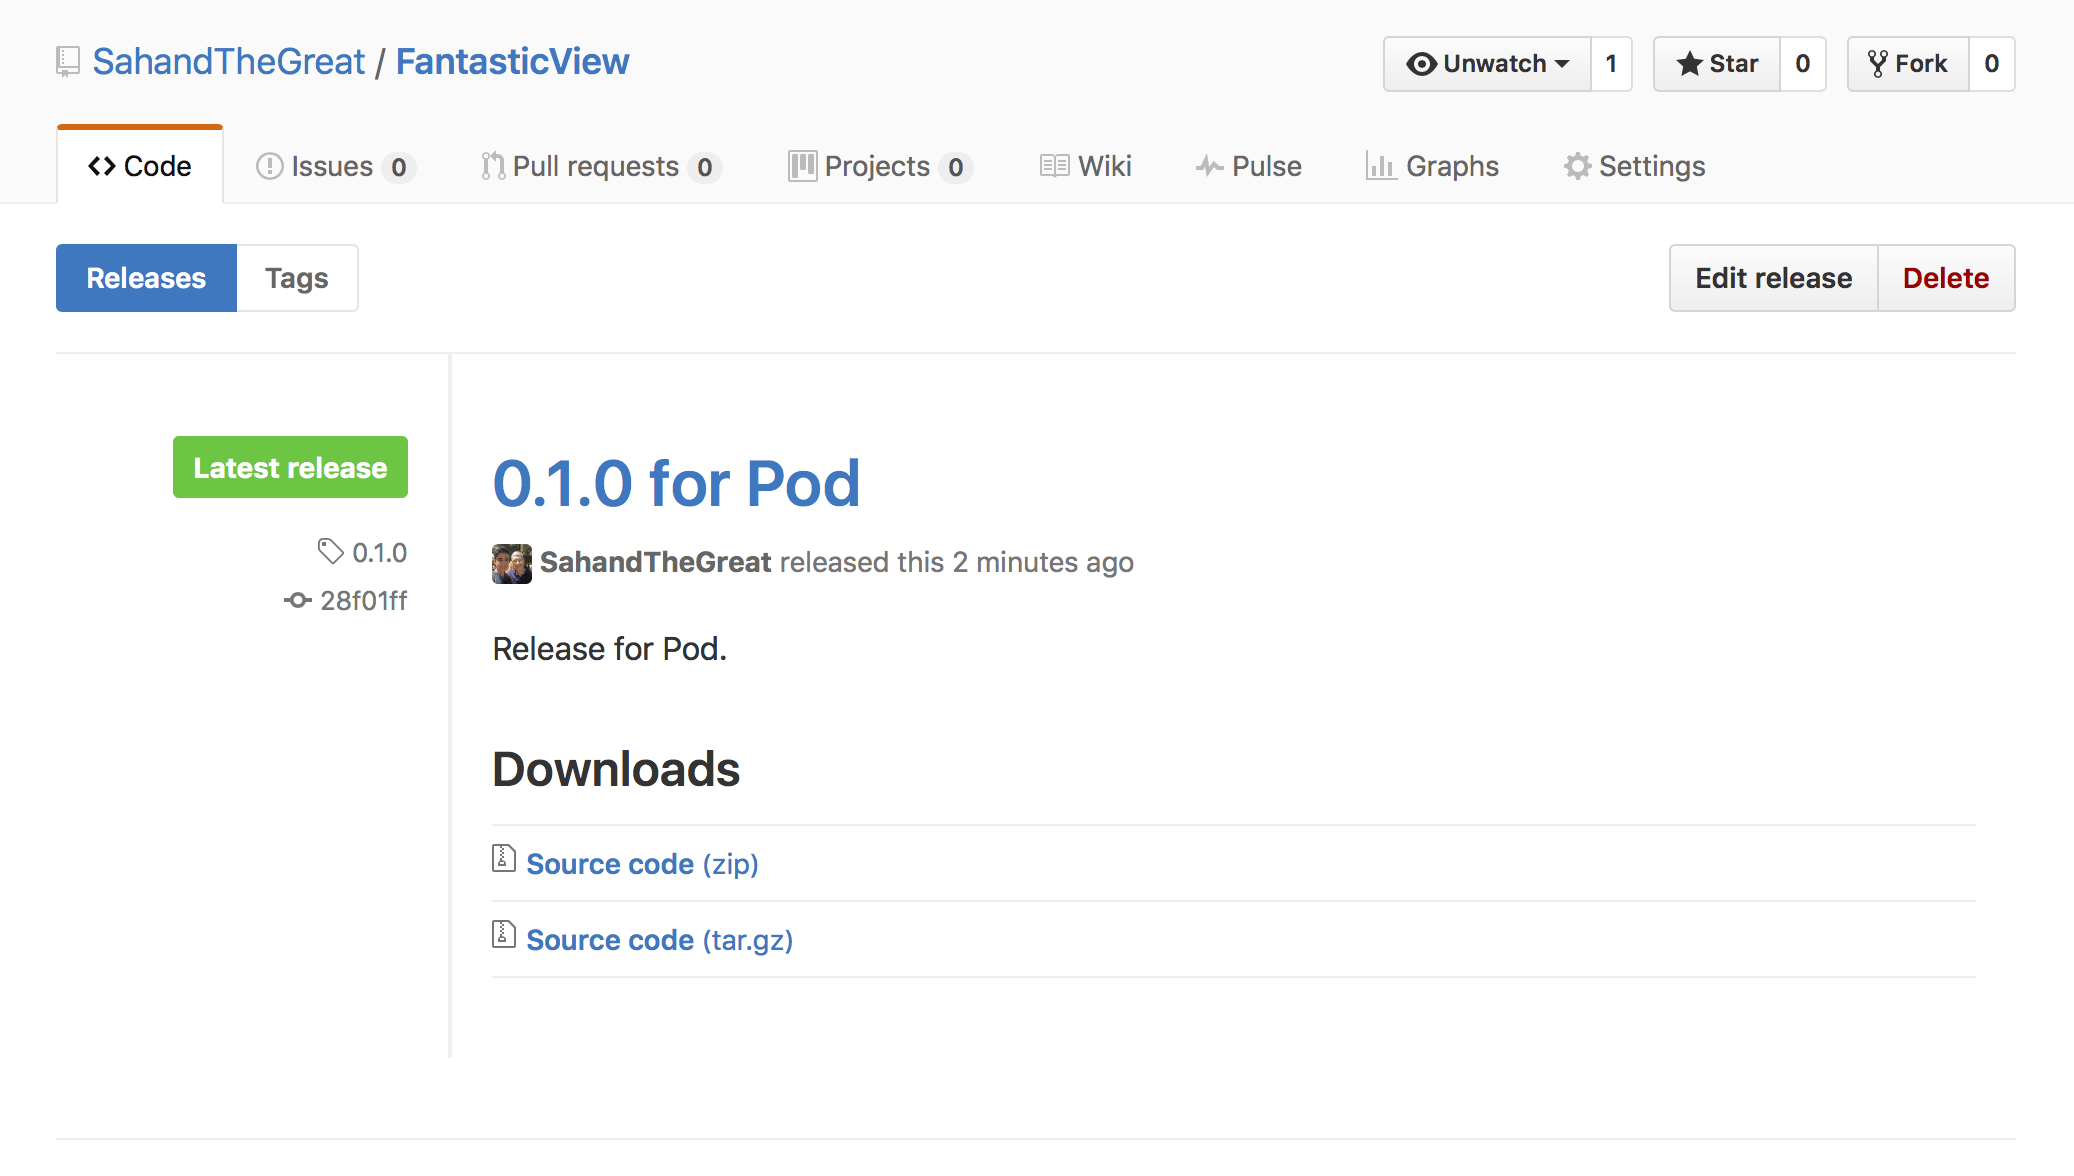 SahandTheGreat / FantasticView
Unwatch 1 Star 0 Fork 0
Code Issues 0 Pull requests 0 Projects 0 Wiki Pulse Graphs Settings
Releases Tags Edit release Delete
Latest release
0.1.0
28f01ff
0.1.0 for Pod
SahandTheGreat released this 2 minutes ago
Release for Pod.
Downloads
Source code (zip)
Source code (tar.gz)